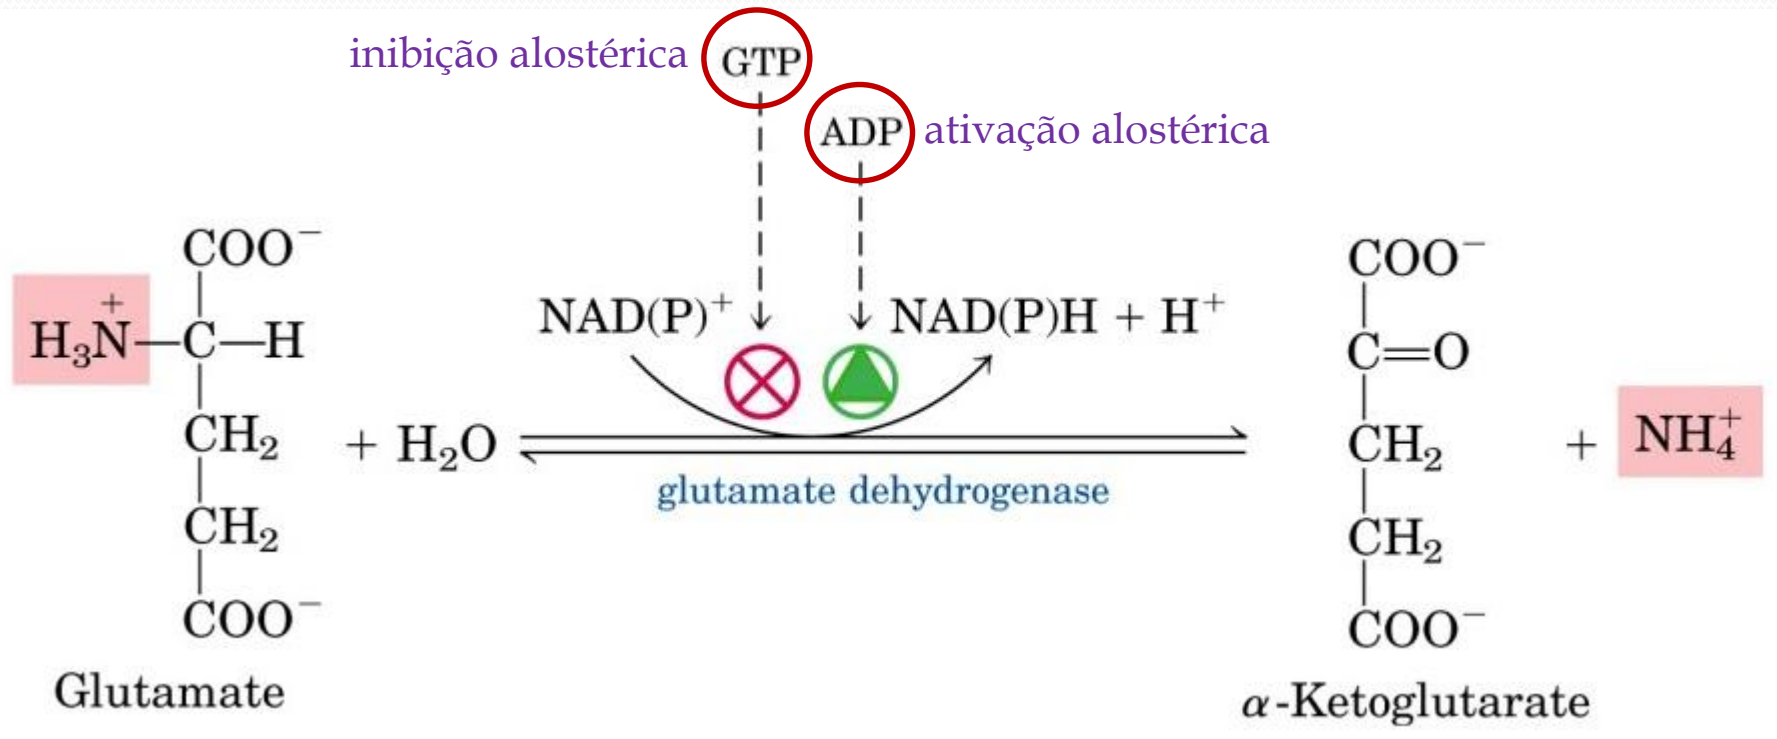 inibição alostérica GTP
ADP ativação alostérica
COO⁻
H₃N⁺—C—H
CH₂
CH₂
COO⁻
Glutamate
+ H₂O
NAD(P)⁺
NAD(P)H + H⁺
glutamate dehydrogenase
COO⁻
C=O
CH₂
CH₂
COO⁻
α-Ketoglutarate
+ NH₄⁺